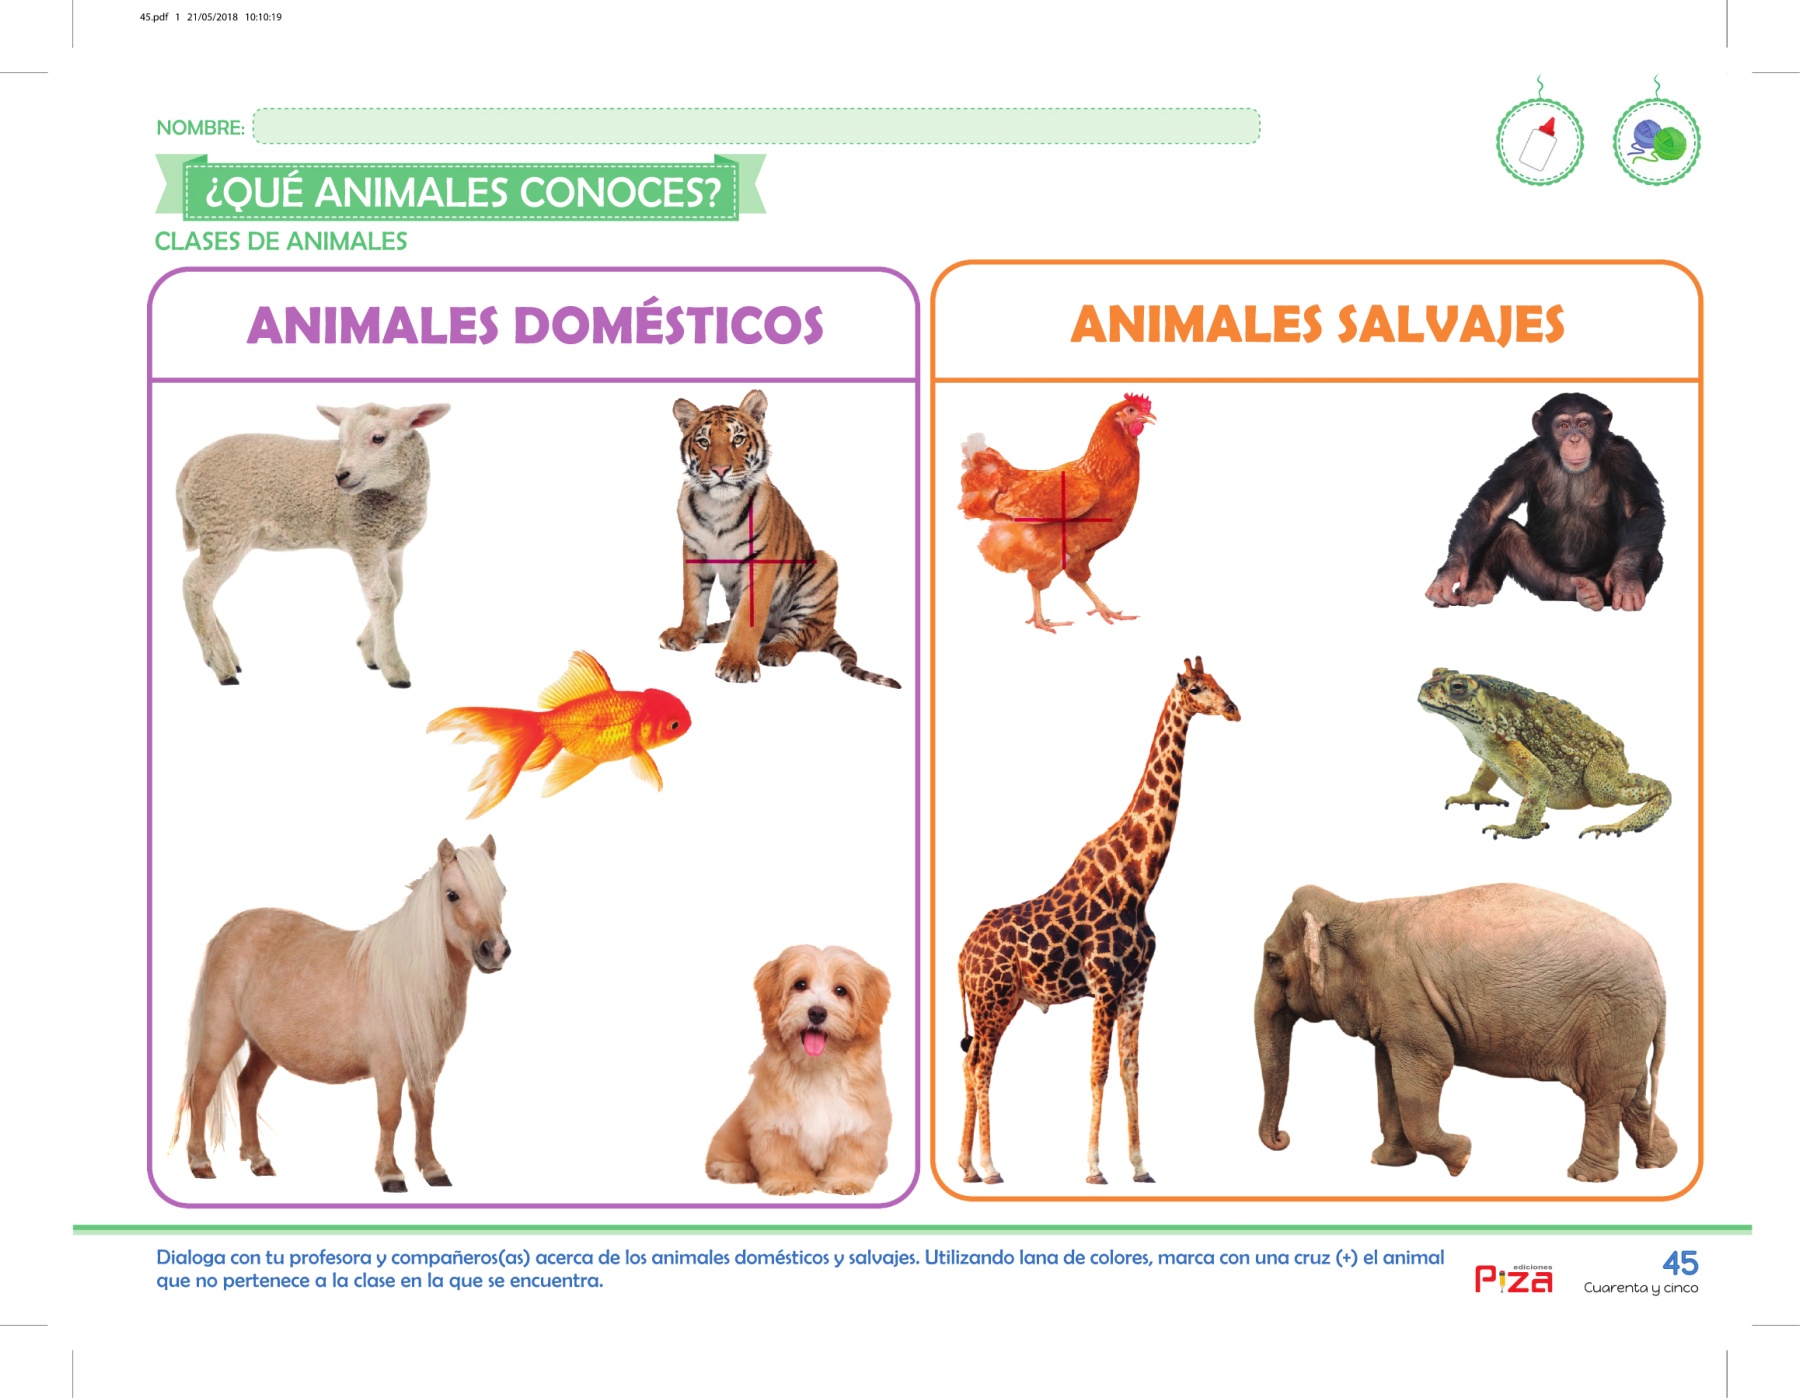 45.pdf 1 21/05/2018 10:10:19
NOMBRE:
¿QUÉ ANIMALES CONOCES?
CLASES DE ANIMALES
ANIMALES DOMÉSTICOS
ANIMALES SALVAJES
Dialoga con tu profesora y compañeros(as) acerca de los animales domésticos y salvajes. Utilizando lana de colores, marca con una cruz (+) el animal
que no pertenece a la clase en la que se encuentra.
ediciones
Piza
45
Cuarenta y cinco